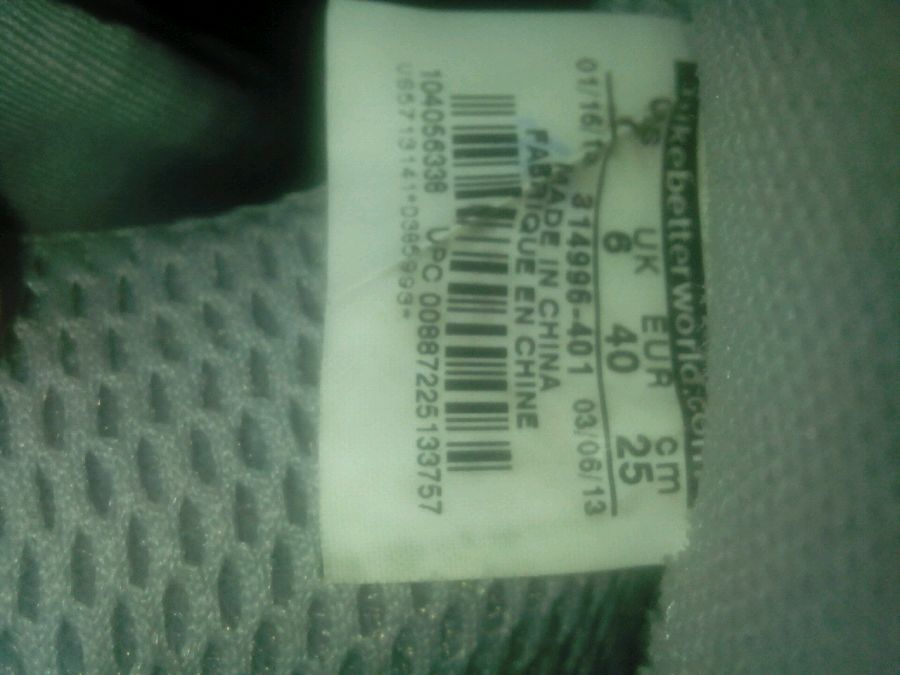 nikebetterworld.com
US UK EUR cm
6 40 25
01/16/13 314996-401 03/06/13
MADE IN CHINA
FABRIQUE EN CHINE
104056338 UPC 00887225133757